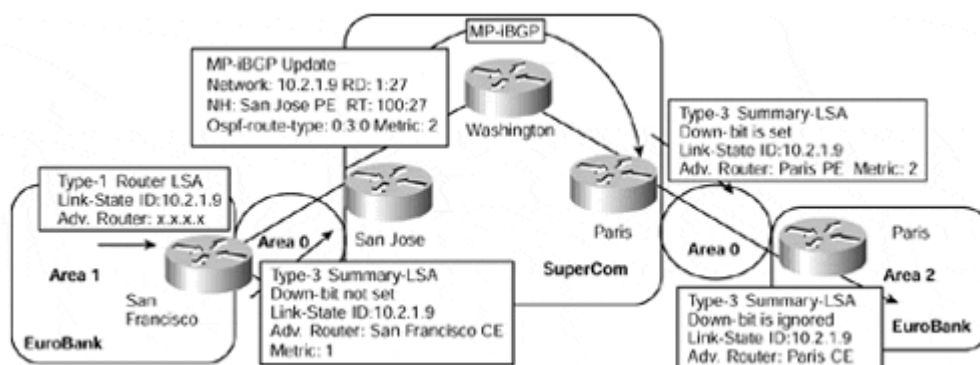 MP-iBGP
MP-iBGP Update
Network: 10.2.1.9 RD: 1:27
NH: San Jose PE RT: 100:27
Ospf-route-type: 0:3:0 Metric: 2
Washington
Type-3 Summary-LSA
Down-bit is set
Link-State ID:10.2.1.9
Adv. Router: Paris PE Metric: 2
Type-1 Router LSA
Link-State ID:10.2.1.9
Adv. Router: x.x.x.x
Area 1
San
Francisco
EuroBank
Area 0
San Jose
Type-3 Summary-LSA
Down-bit not set
Link-State ID:10.2.1.9
Adv. Router: San Francisco CE
Metric: 1
Paris
SuperCom
Area 0
Paris
Area 2
EuroBank
Type-3 Summary-LSA
Down-bit is ignored
Link-State ID:10.2.1.9
Adv. Router: Paris CE